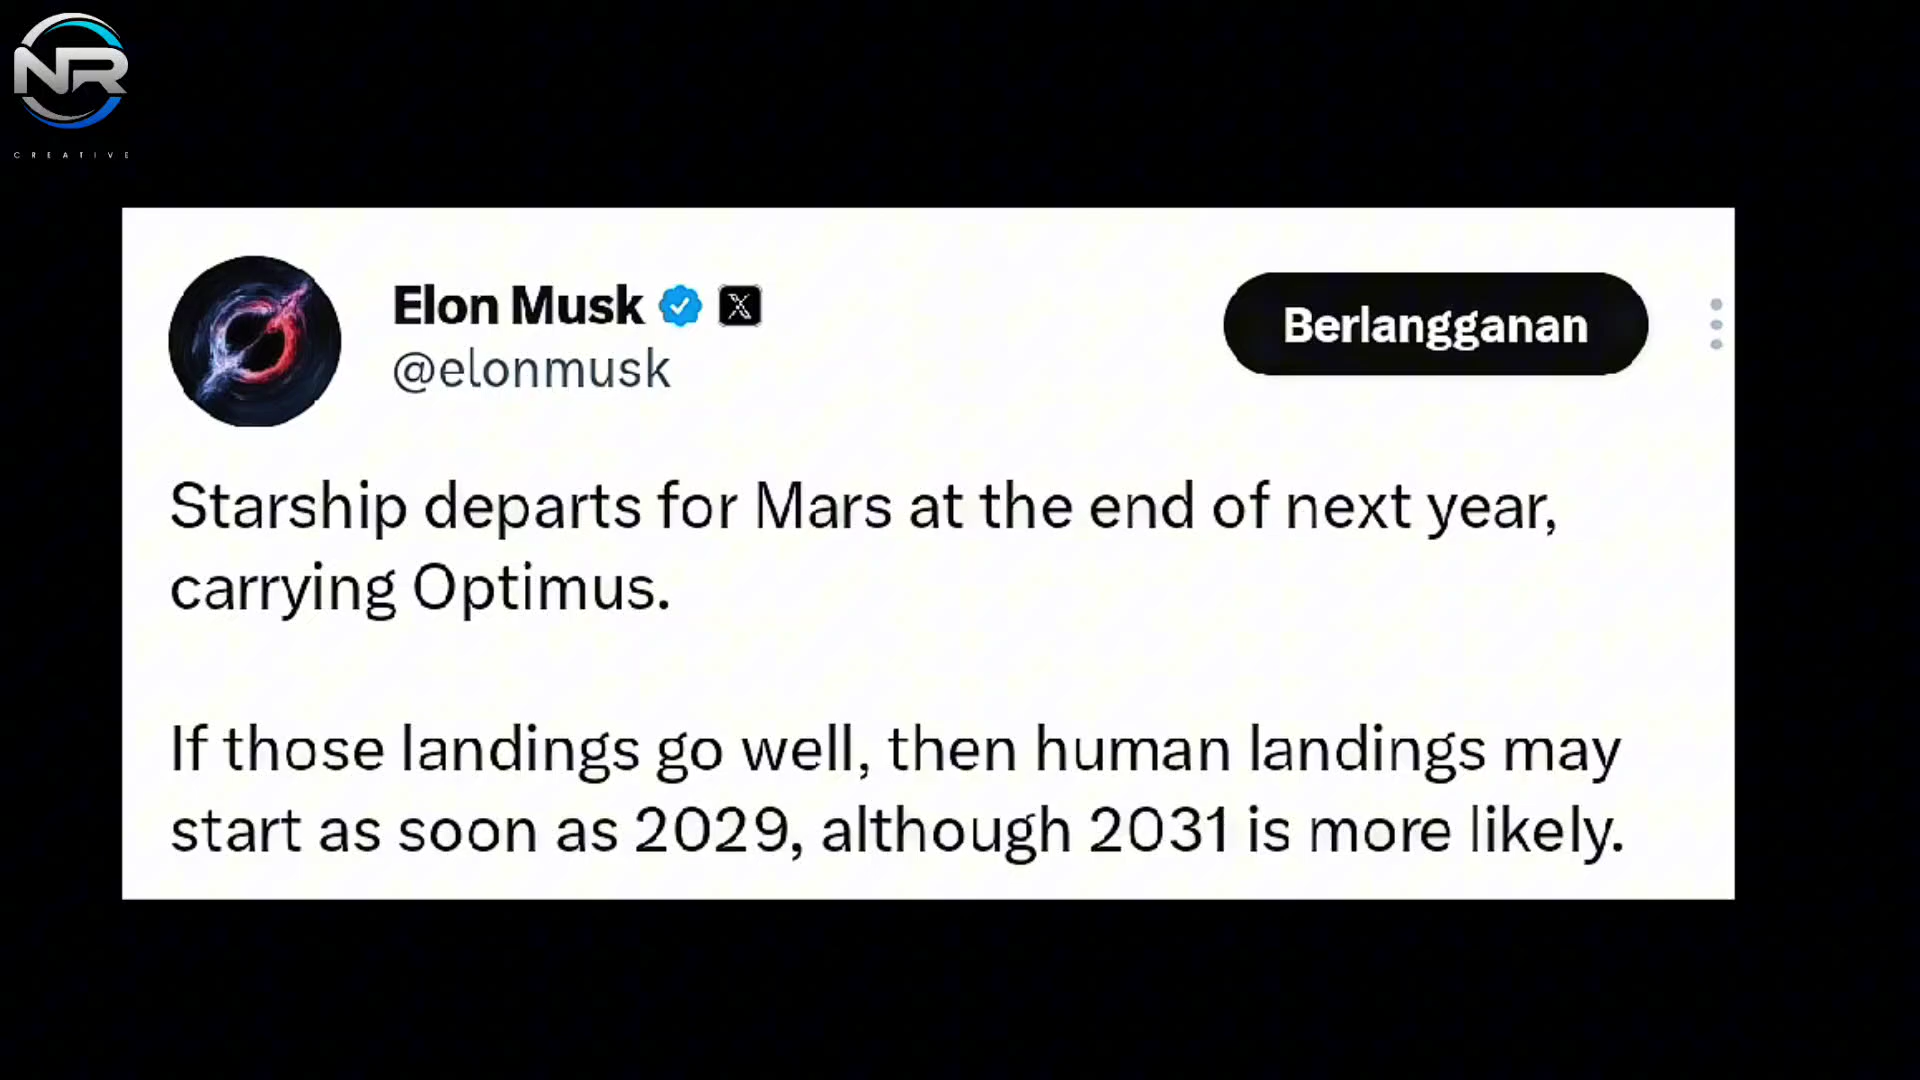 NR
CREATIVE
Elon Musk
@elonmusk
Berlangganan
Starship departs for Mars at the end of next year,
carrying Optimus.
If those landings go well, then human landings may
start as soon as 2029, although 2031 is more likely.